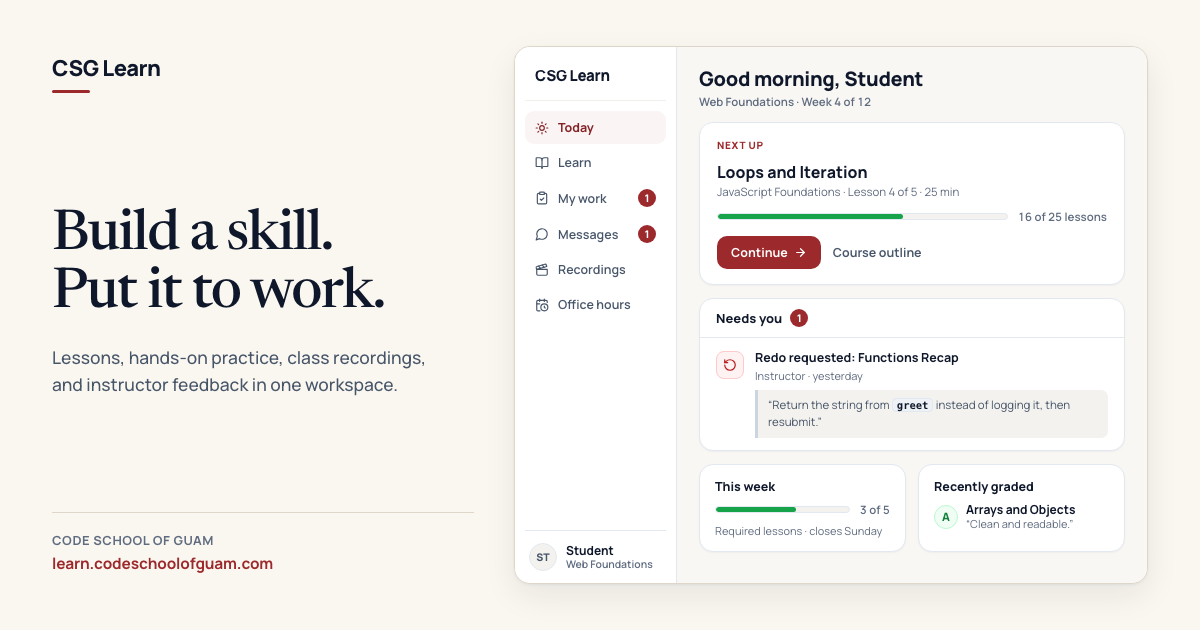 CSG Learn
Build a skill.
Put it to work.
Lessons, hands-on practice, class recordings,
and instructor feedback in one workspace.
CODE SCHOOL OF GUAM
learn.codeschoolofguam.com
CSG Learn
Today
Learn
My work 1
Messages 1
Recordings
Office hours
ST
Student
Web Foundations
Good morning, Student
Web Foundations · Week 4 of 12
NEXT UP
Loops and Iteration
JavaScript Foundations · Lesson 4 of 5 · 25 min
16 of 25 lessons
Continue → Course outline
Needs you 1
Redo requested: Functions Recap
Instructor · yesterday
“Return the string from greet instead of logging it, then
resubmit.”
This week
3 of 5
Required lessons · closes Sunday
Recently graded
A
Arrays and Objects
“Clean and readable.”